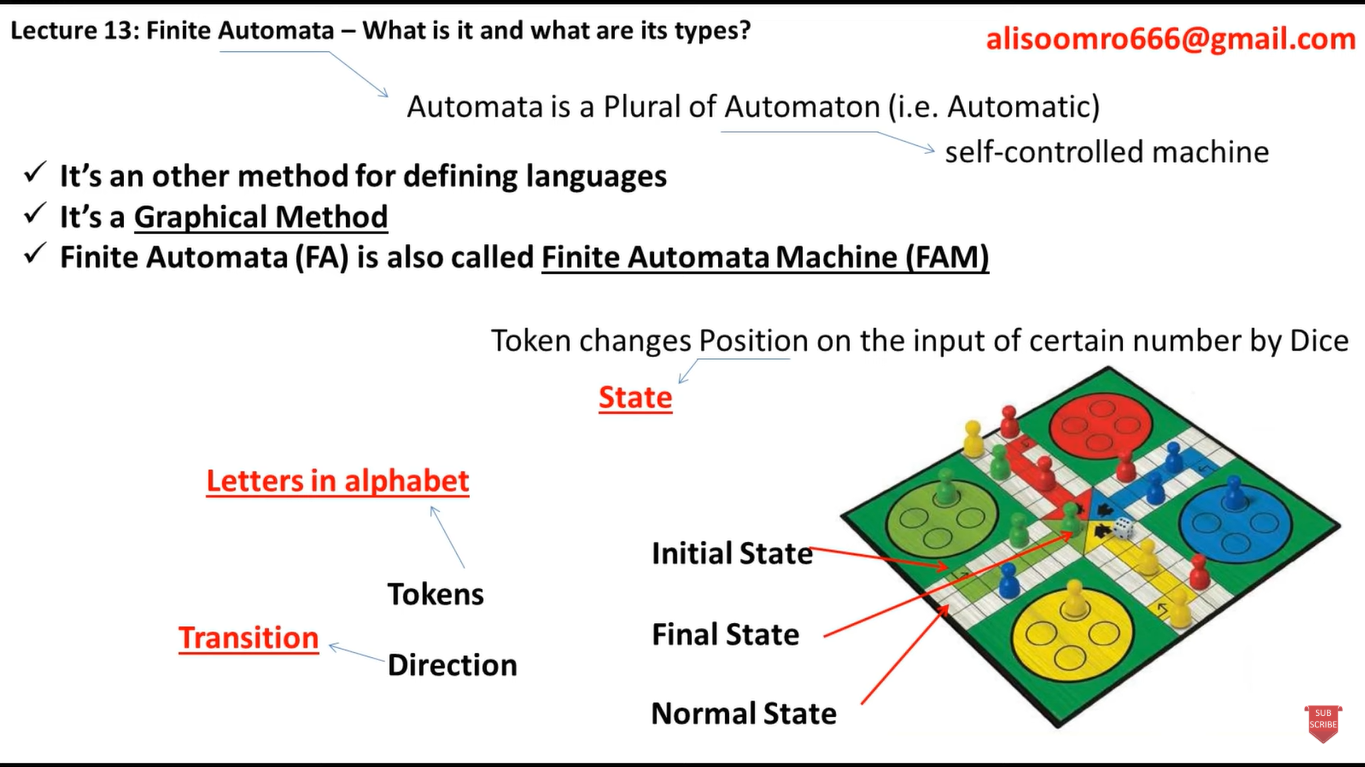 Lecture 13: Finite Automata – What is it and what are its types?
alisoomro666@gmail.com
Automata is a Plural of Automaton (i.e. Automatic)
self-controlled machine
✓ It's an other method for defining languages
✓ It's a Graphical Method
✓ Finite Automata (FA) is also called Finite Automata Machine (FAM)
Token changes Position on the input of certain number by Dice
State
Letters in alphabet
Initial State
Tokens
Final State
Transition
Direction
Normal State
SUB
SCRIBE